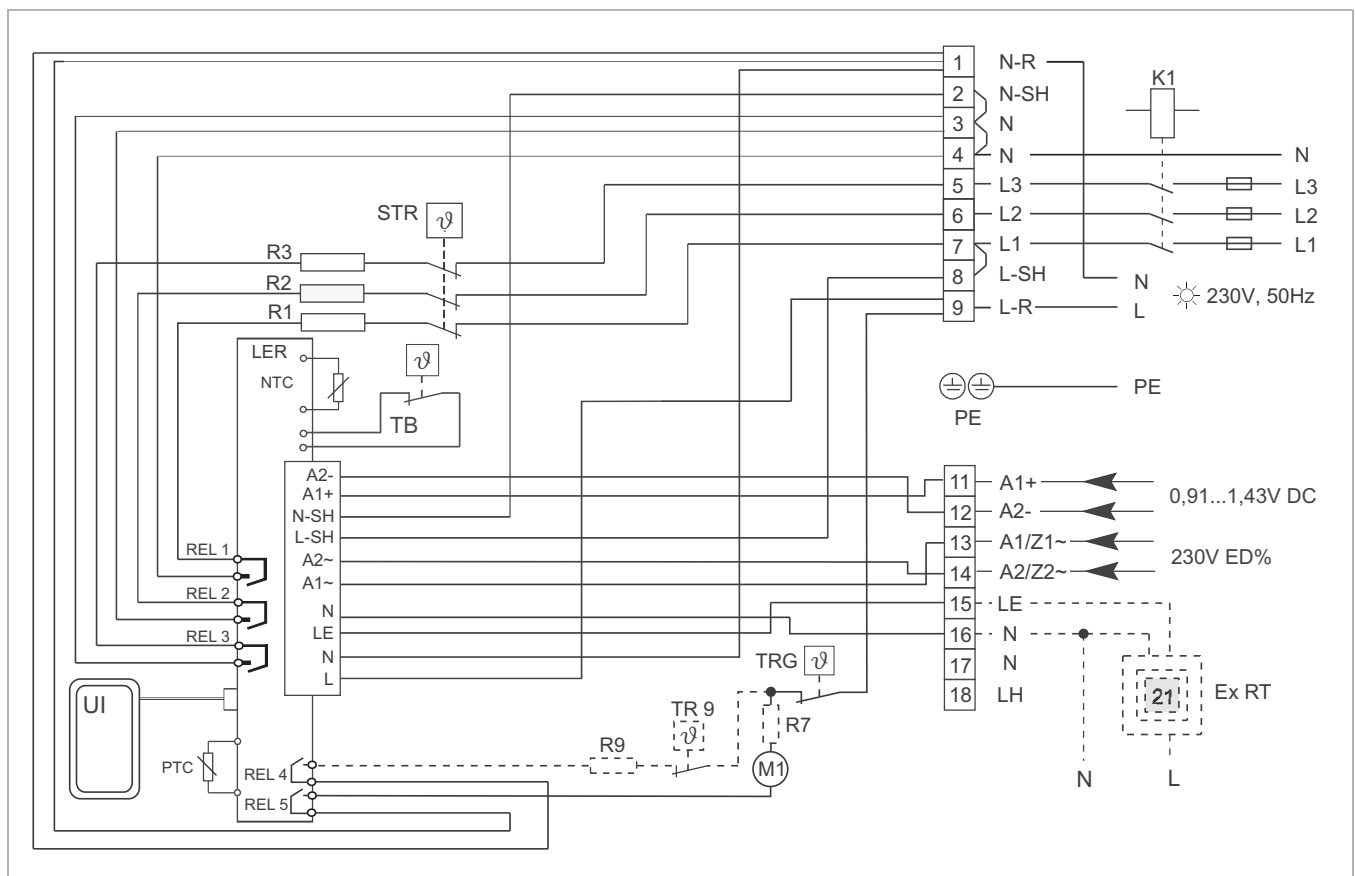 1 N-R
K1
2 N-SH
3 N
4 N N
5 L3 L3
STR ϑ
6 L2 L2
7 L1 L1
R3
8 L-SH
R2
N
230V, 50Hz
9 L-R L
R1
LER
NTC
ϑ
TB
PE
PE
A2-
A1+
N-SH
L-SH
A2~
A1~
N
LE
N
L
11 A1+
12 A2-
0,91...1,43V DC
13 A1/Z1~
14 A2/Z2~
230V ED%
15 LE
16 N
17 N
18 LH
21 Ex RT
N L
REL 1
REL 2
REL 3
UI
PTC
REL 4
REL 5
R9
TR 9
ϑ
TRG ϑ
R7
M1